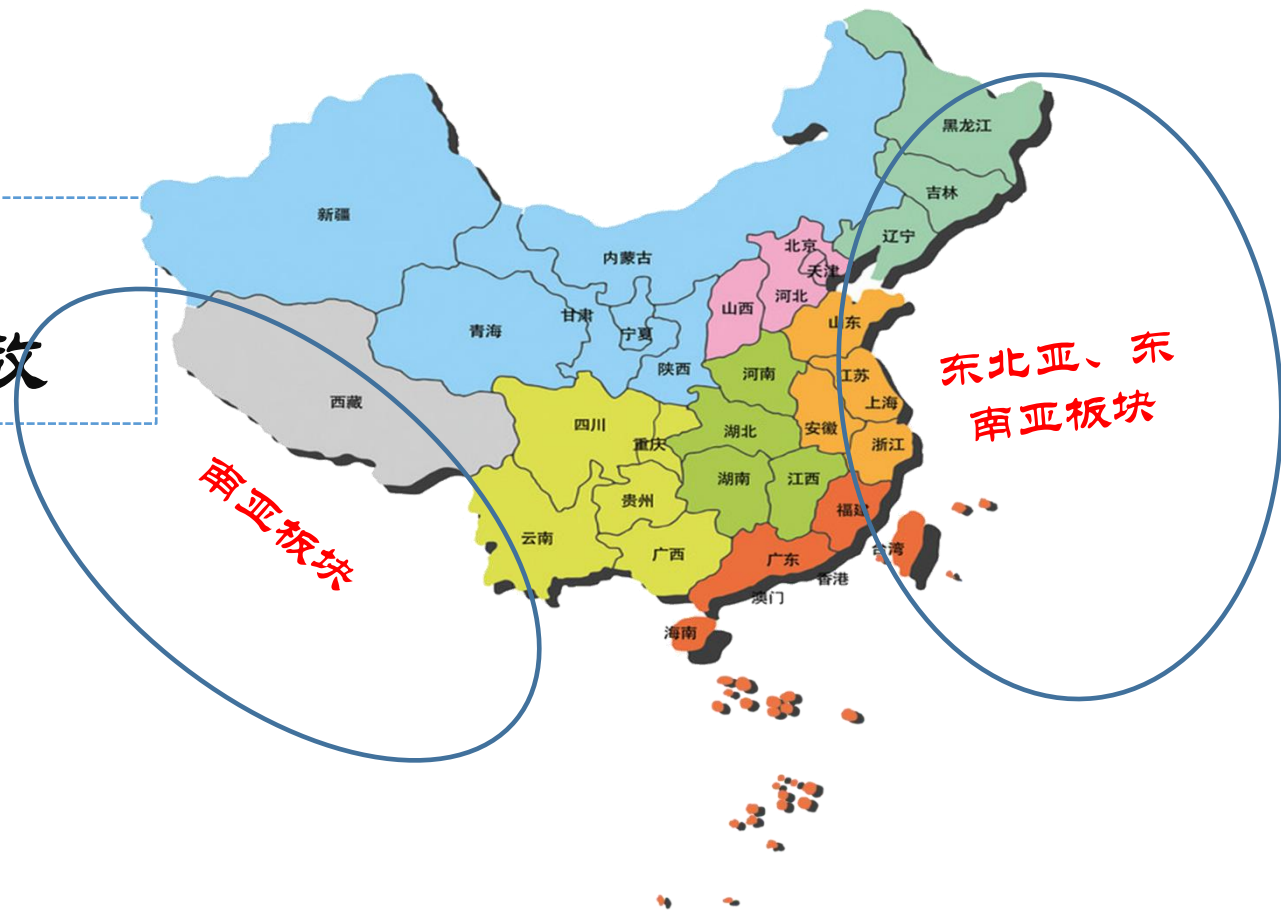 黑龙江
吉林
辽宁
新疆
北京
内蒙古
天津
河北
山西
甘肃
青海
宁夏
山东
陕西
河南
江苏
西藏
上海
四川
安徽
湖北
重庆
浙江
湖南
江西
贵州
福建
云南
广西
广东
台湾
香港
澳门
海南
东北亚、东
南亚板块
南亚板块